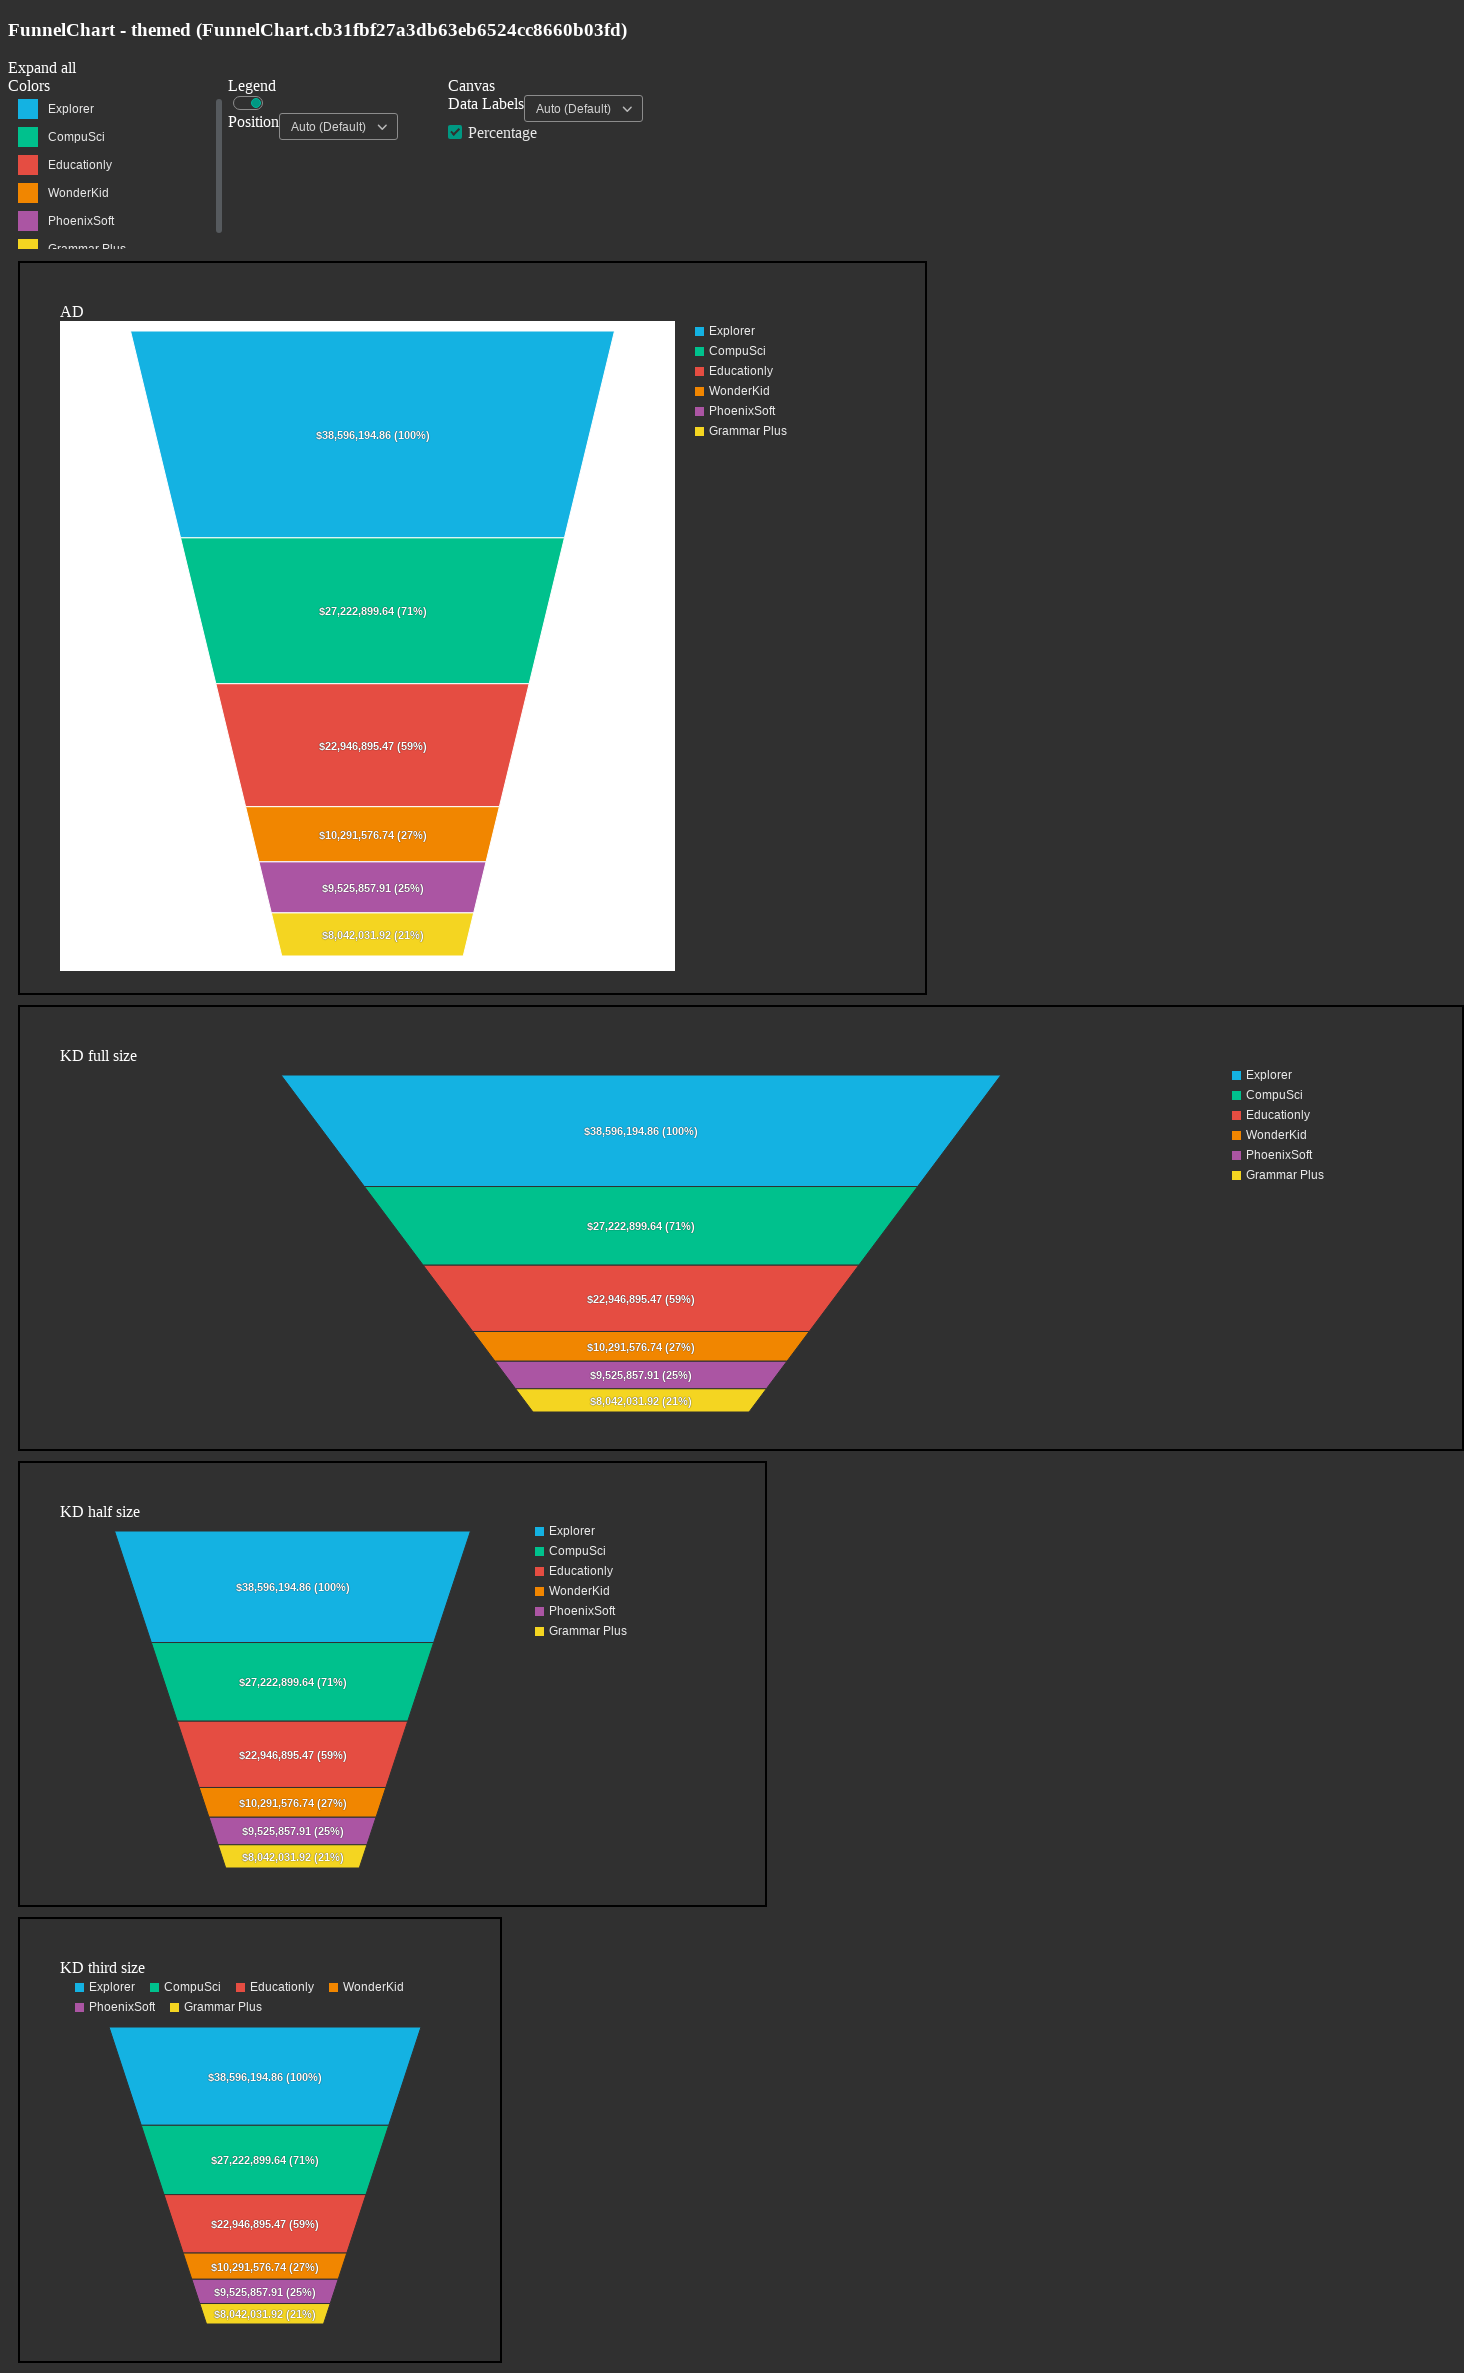 FunnelChart - themed (FunnelChart.cb31fbf27a3db63eb6524cc8660b03fd)
Expand all
Colors
Explorer
CompuSci
Educationly
WonderKid
PhoenixSoft
Grammar Plus
Legend
Position Auto (Default)
Canvas
Data Labels Auto (Default)
Percentage
AD
$38,596,194.86 (100%)
$27,222,899.64 (71%)
$22,946,895.47 (59%)
$10,291,576.74 (27%)
$9,525,857.91 (25%)
$8,042,031.92 (21%)
Explorer
CompuSci
Educationly
WonderKid
PhoenixSoft
Grammar Plus
KD full size
$38,596,194.86 (100%)
$27,222,899.64 (71%)
$22,946,895.47 (59%)
$10,291,576.74 (27%)
$9,525,857.91 (25%)
$8,042,031.92 (21%)
Explorer
CompuSci
Educationly
WonderKid
PhoenixSoft
Grammar Plus
KD half size
$38,596,194.86 (100%)
$27,222,899.64 (71%)
$22,946,895.47 (59%)
$10,291,576.74 (27%)
$9,525,857.91 (25%)
$8,042,031.92 (21%)
Explorer
CompuSci
Educationly
WonderKid
PhoenixSoft
Grammar Plus
KD third size
Explorer CompuSci Educationly WonderKid
PhoenixSoft Grammar Plus
$38,596,194.86 (100%)
$27,222,899.64 (71%)
$22,946,895.47 (59%)
$10,291,576.74 (27%)
$9,525,857.91 (25%)
$8,042,031.92 (21%)